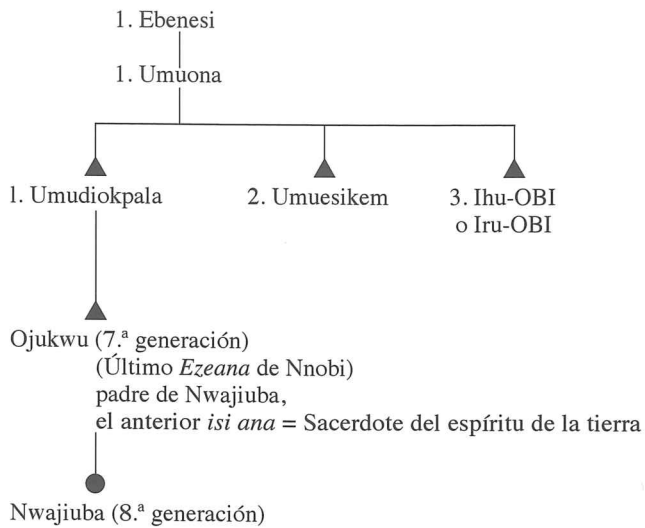 1. Ebenesi
1. Umuona
1. Umudiokpala
2. Umuesikem
3. Ihu-OBI
o Iru-OBI
Ojukwu (7.ª generación)
(Último Ezeana de Nnobi)
padre de Nwajiuba,
el anterior isi ana = Sacerdote del espíritu de la tierra
Nwajiuba (8.ª generación)